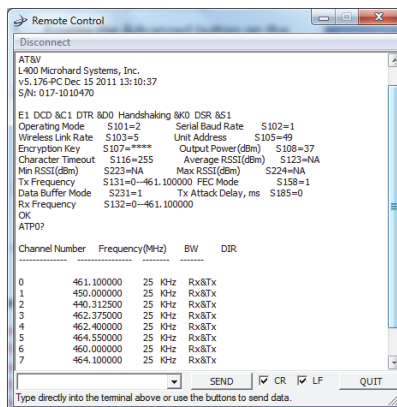 Remote Control
Disconnect
AT&V
L400 Microhard Systems, Inc.
v5.176-PC Dec 15 2011 13:10:37
S/N: 017-1010470
E1 DCD &C1 DTR &D0 Handshaking &K0 DSR &S1
Operating Mode S101=2 Serial Baud Rate S102=1
Wireless Link Rate S103=5 Unit Address S105=49
Encryption Key S107=**** Output Power(dBm) S108=37
Character Timeout S116=255 Average RSSI(dBm) S123=NA
Min RSSI(dBm) S223=NA Max RSSI(dBm) S224=NA
Tx Frequency S131=0--461.100000 FEC Mode S158=1
Data Buffer Mode S231=1 Tx Attack Delay, ms S185=0
Rx Frequency S132=0--461.100000
OK
ATP0?
Channel Number Frequency(MHz) BW DIR
-------------- ---------------- -------- -------
0 461.100000 25 KHz Rx&Tx
1 450.000000 25 KHz Rx&Tx
2 440.312500 25 KHz Rx&Tx
3 462.375000 25 KHz Rx&Tx
4 462.400000 25 KHz Rx&Tx
5 464.550000 25 KHz Rx&Tx
6 460.000000 25 KHz Rx&Tx
7 464.100000 25 KHz Rx&Tx
SEND CR LF QUIT
Type directly into the terminal above or use the buttons to send data.